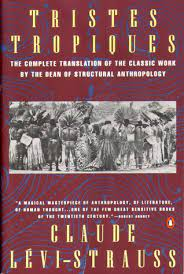 TRISTES
TROPIQUES
THE COMPLETE TRANSLATION OF THE CLASSIC WORK
BY THE DEAN OF STRUCTURAL ANTHROPOLOGY
"A MAGICAL MASTERPIECE OF ANTHROPOLOGY, OF LITERATURE,
OF HUMAN THOUGHT...ONE OF THE FEW GREAT SENSITIVE BOOKS
OF THE TWENTIETH CENTURY." —ROBERT ARDREY
CLAUDE
LÉVI-STRAUSS